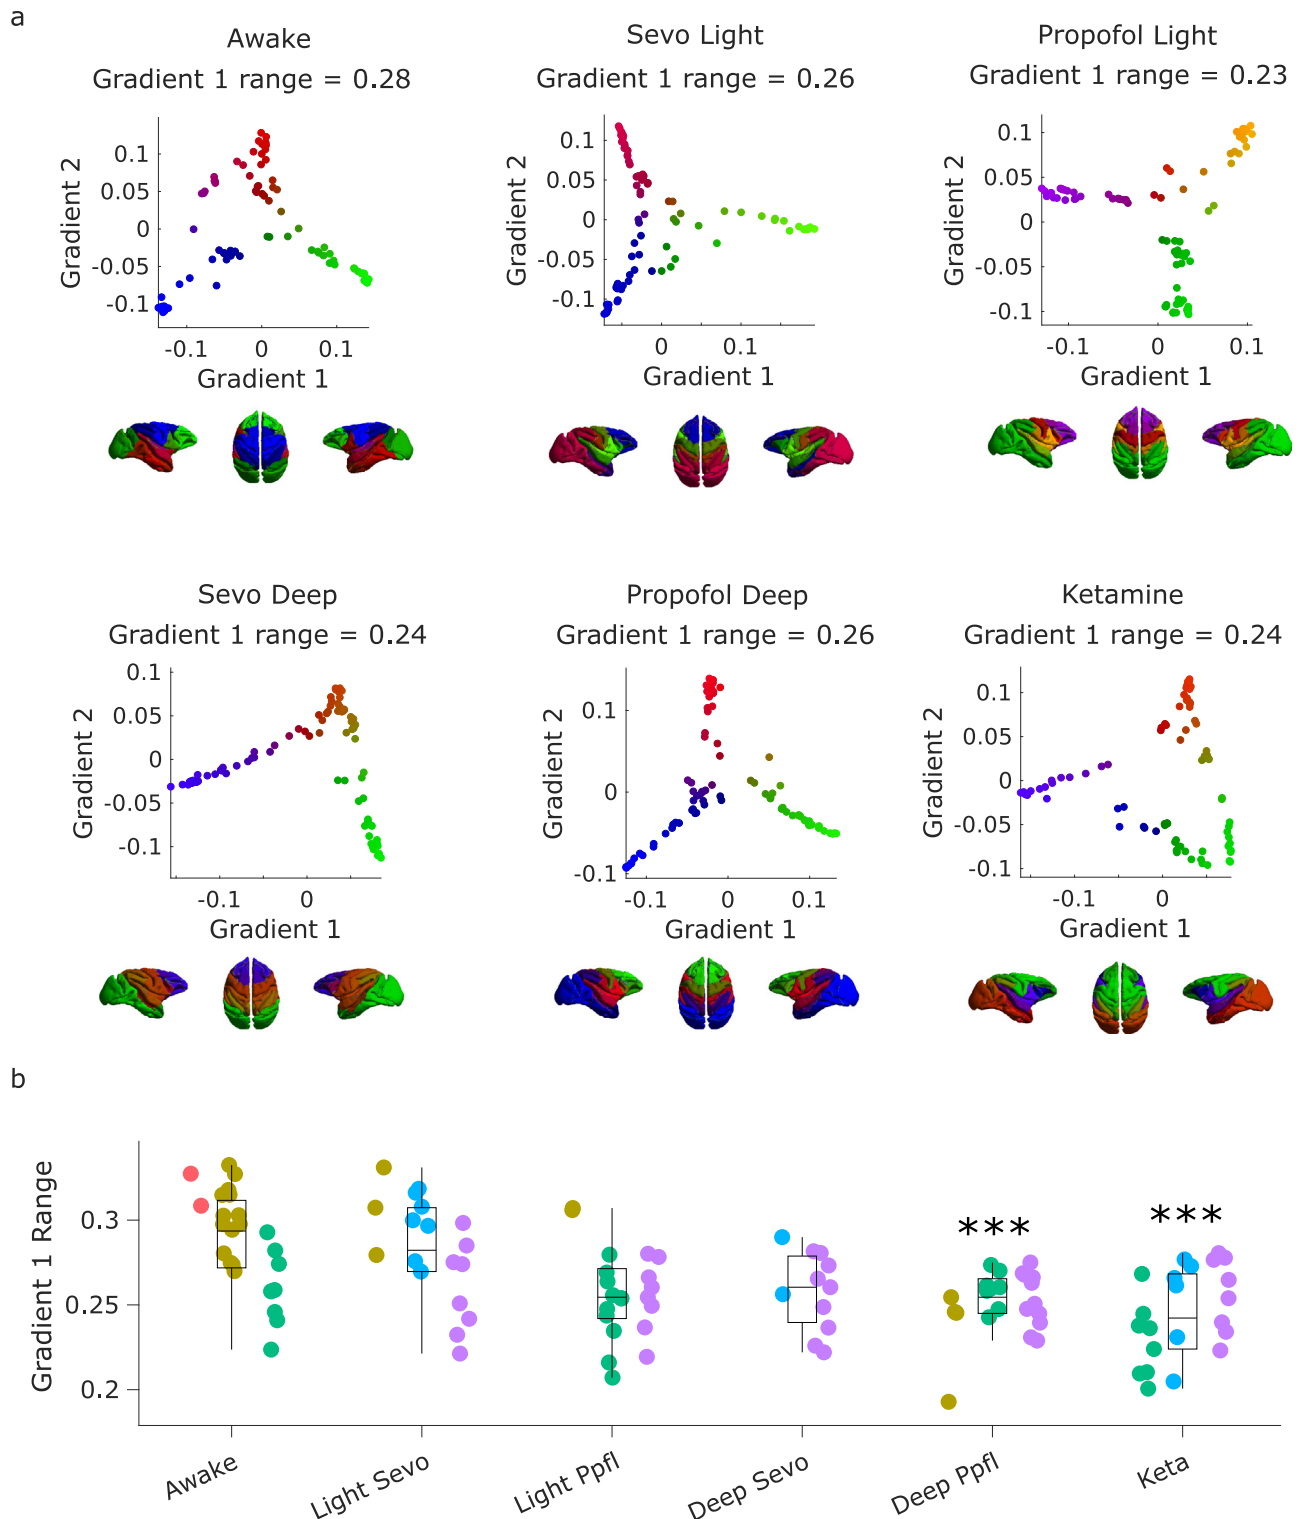 a
Awake
Gradient 1 range = 0.28
Gradient 2
0.1
0.05
0
-0.05
-0.1
-0.1 0 0.1
Gradient 1
Sevo Light
Gradient 1 range = 0.26
Gradient 2
0.1
0.05
0
-0.05
-0.1
0 0.1
Gradient 1
Propofol Light
Gradient 1 range = 0.23
Gradient 2
0.1
0.05
0
-0.05
-0.1
-0.1 0 0.1
Gradient 1
Sevo Deep
Gradient 1 range = 0.24
Gradient 2
0.1
0.05
0
-0.05
-0.1
-0.1 0
Gradient 1
Propofol Deep
Gradient 1 range = 0.26
Gradient 2
0.1
0
-0.1
-0.1 0 0.1
Gradient 1
Ketamine
Gradient 1 range = 0.24
Gradient 2
0.1
0.05
0
-0.05
-0.1
-0.1 0
Gradient 1
b
Gradient 1 Range
0.3
0.25
0.2
*** ***
Awake Light Sevo Light Ppfl Deep Sevo Deep Ppfl Keta